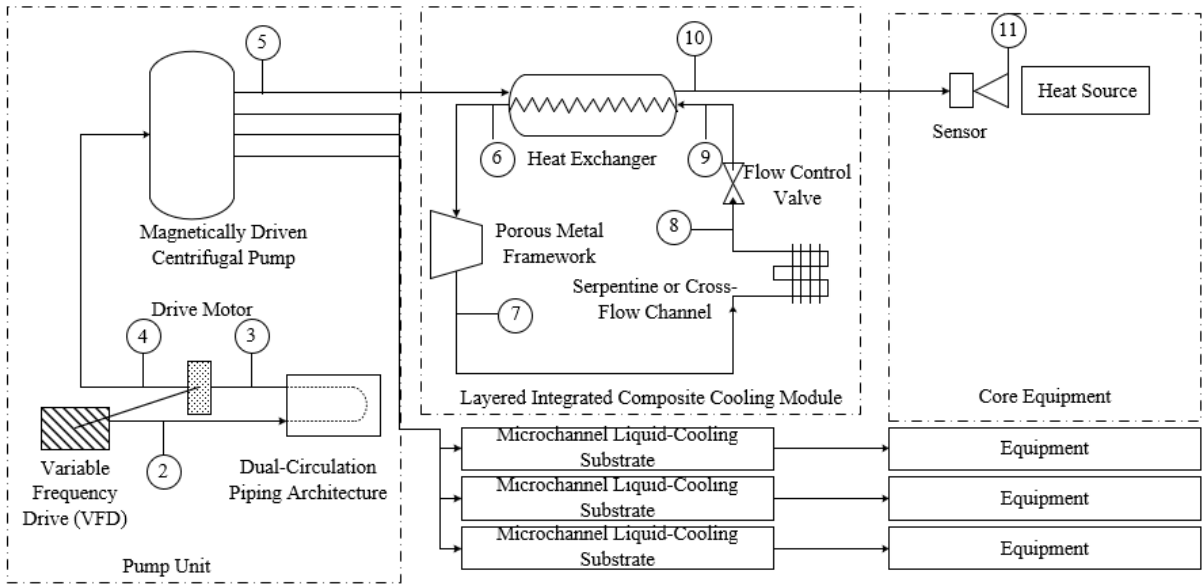 5
10
11
Heat Source
Sensor
6
Heat Exchanger
9
Flow Control
Valve
Magnetically Driven
Centrifugal Pump
Porous Metal
Framework
8
Serpentine or Cross-
Flow Channel
7
Drive Motor
4
3
2
Variable
Frequency
Drive (VFD)
Dual-Circulation
Piping Architecture
Pump Unit
Layered Integrated Composite Cooling Module
Core Equipment
Microchannel Liquid-Cooling
Substrate
Equipment
Microchannel Liquid-Cooling
Substrate
Equipment
Microchannel Liquid-Cooling
Substrate
Equipment